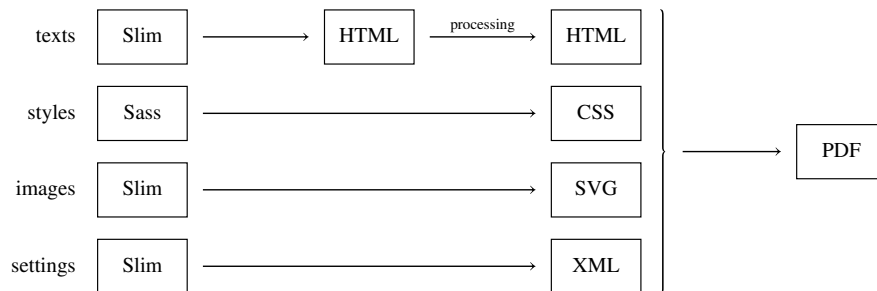 texts Slim HTML processing HTML
styles Sass CSS
PDF
images Slim SVG
settings Slim XML